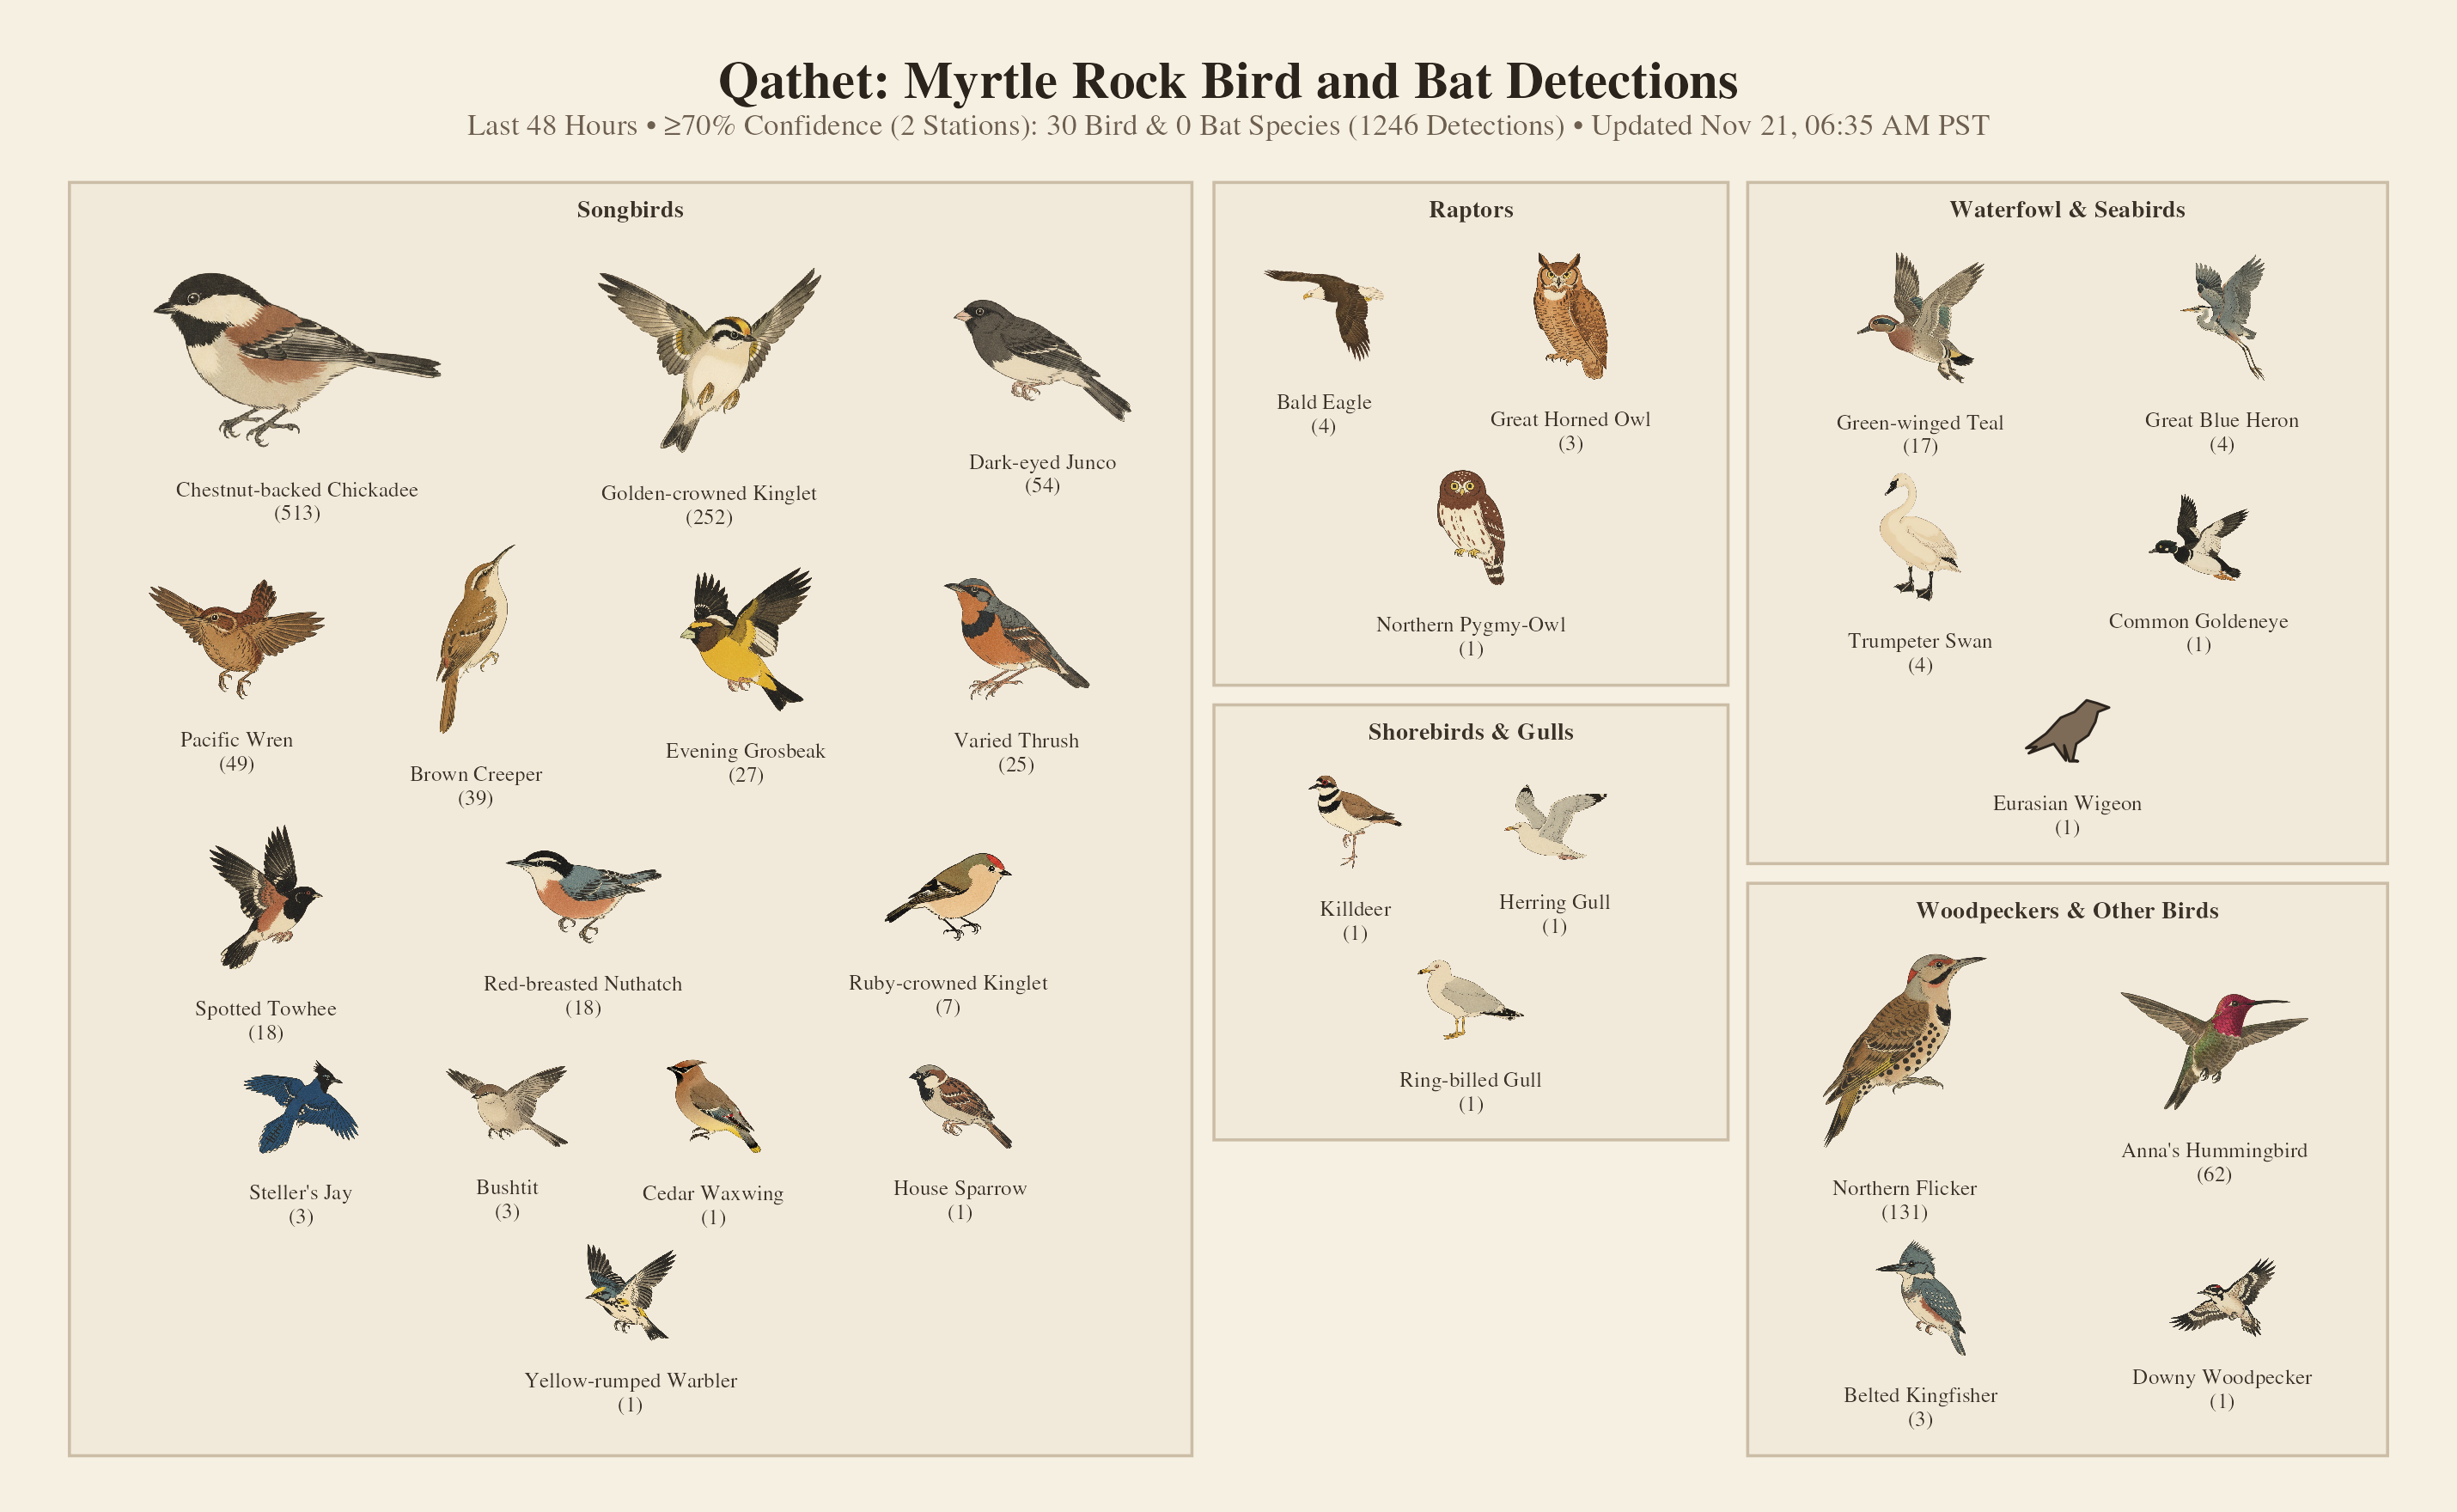 Qathet: Myrtle Rock Bird and Bat Detections
Last 48 Hours • ≥70% Confidence (2 Stations): 30 Bird & 0 Bat Species (1246 Detections) • Updated Nov 21, 06:35 AM PST
Songbirds
Chestnut-backed Chickadee
(513)
Golden-crowned Kinglet
(252)
Dark-eyed Junco
(54)
Pacific Wren
(49)
Brown Creeper
(39)
Evening Grosbeak
(27)
Varied Thrush
(25)
Spotted Towhee
(18)
Red-breasted Nuthatch
(18)
Ruby-crowned Kinglet
(7)
Steller's Jay
(3)
Bushtit
(3)
Cedar Waxwing
(1)
House Sparrow
(1)
Yellow-rumped Warbler
(1)
Raptors
Bald Eagle
(4)
Great Horned Owl
(3)
Northern Pygmy-Owl
(1)
Shorebirds & Gulls
Killdeer
(1)
Herring Gull
(1)
Ring-billed Gull
(1)
Waterfowl & Seabirds
Green-winged Teal
(17)
Great Blue Heron
(4)
Trumpeter Swan
(4)
Common Goldeneye
(1)
Eurasian Wigeon
(1)
Woodpeckers & Other Birds
Northern Flicker
(131)
Anna's Hummingbird
(62)
Belted Kingfisher
(3)
Downy Woodpecker
(1)